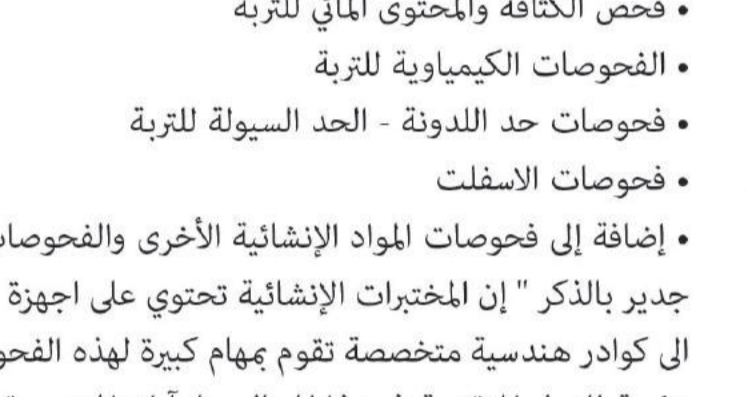 • فحص الكثافة والمحتوى المائي للتربة
• الفحوصات الكيمياوية للتربة
• فحوصات حد اللدونة - الحد السيولة للتربة
• فحوصات الاسفلت
• إضافة إلى فحوصات المواد الإنشائية الأخرى
جدير بالذكر " إن المختبرات الإنشائية تحتوي على اجهزة
الى كوادر هندسية متخصصة تقوم بمهام كبيرة لهذه